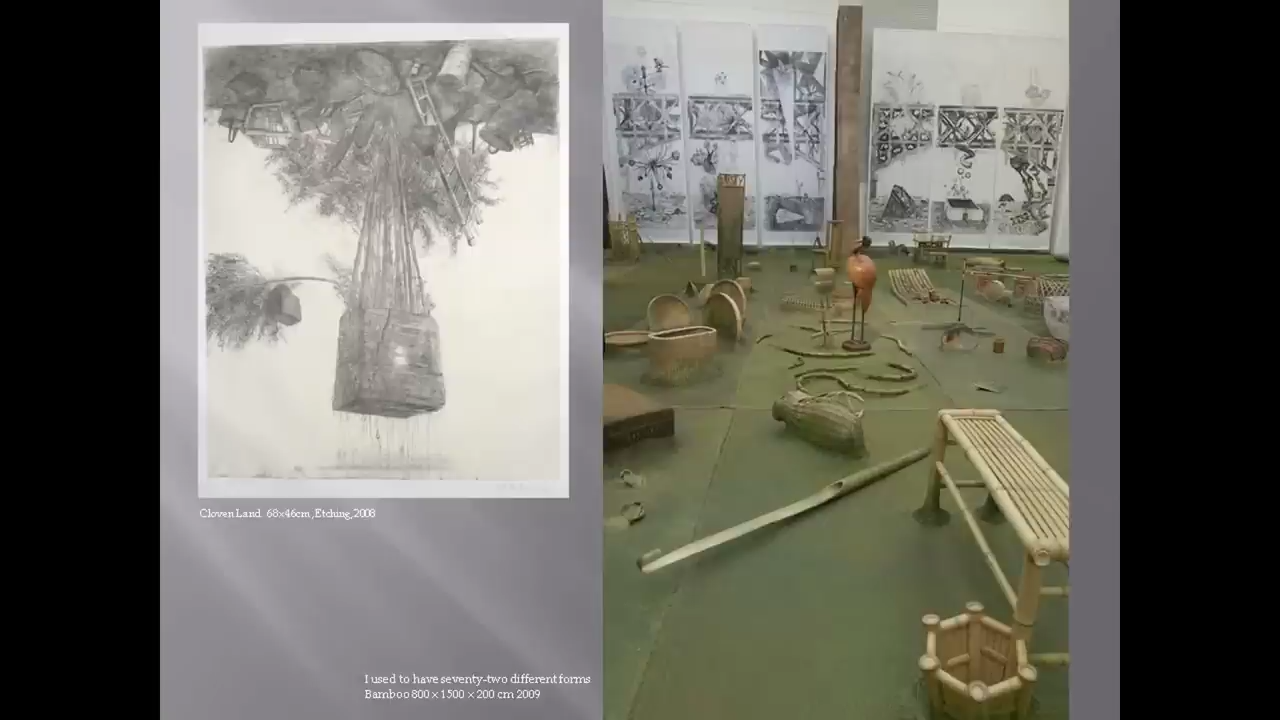 Cloven Land. 68×46cm, Etching, 2008
I used to have seventy-two different forms
Bamboo 800 × 1500 × 200 cm 2009